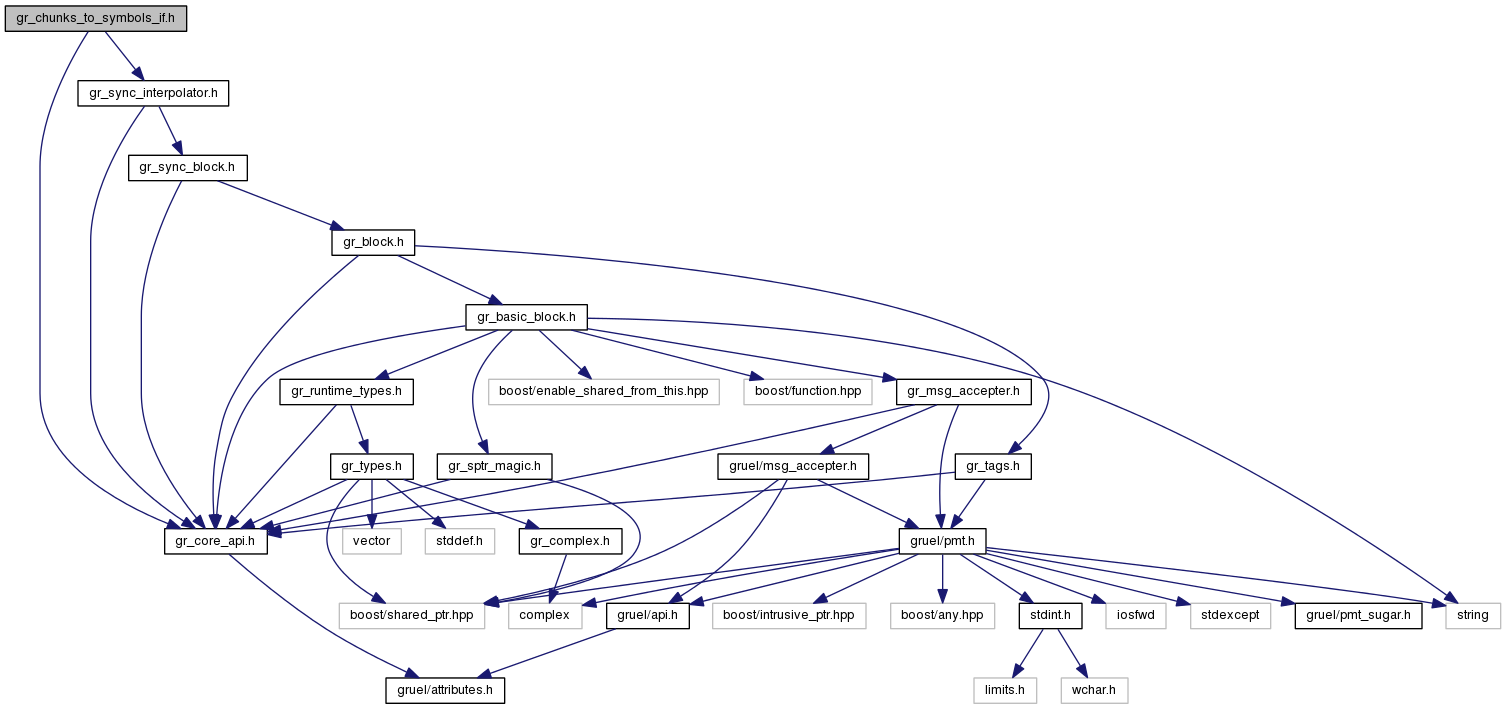 gr_chunks_to_symbols_if.h
gr_sync_interpolator.h
gr_sync_block.h
gr_block.h
gr_basic_block.h
gr_runtime_types.h
boost/enable_shared_from_this.hpp
boost/function.hpp
gr_msg_accepter.h
gr_types.h
gr_sptr_magic.h
gruel/msg_accepter.h
gr_tags.h
gr_core_api.h
vector
stddef.h
gr_complex.h
gruel/pmt.h
boost/shared_ptr.hpp
complex
gruel/api.h
boost/intrusive_ptr.hpp
boost/any.hpp
stdint.h
iosfwd
stdexcept
gruel/pmt_sugar.h
string
gruel/attributes.h
limits.h
wchar.h